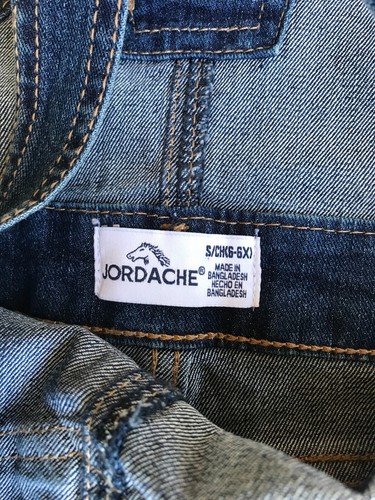 JORDACHE®
S/CH(6-6X)
MADE IN
BANGLADESH
HECHO EN
BANGLADESH